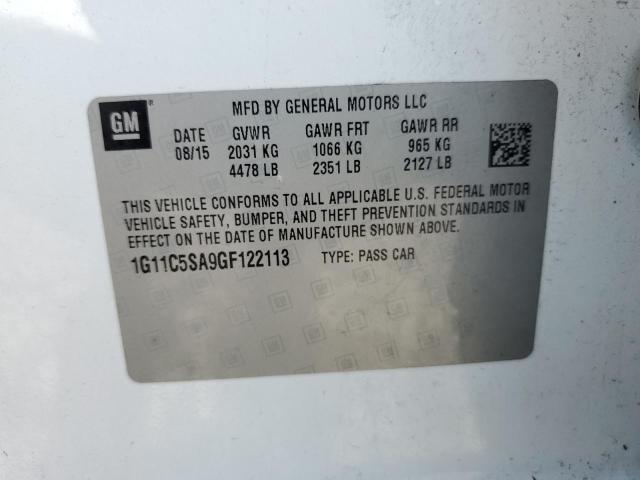 GM
MFD BY GENERAL MOTORS LLC
DATE GVWR GAWR FRT GAWR RR
08/15 2031 KG 1066 KG 965 KG
4478 LB 2351 LB 2127 LB
THIS VEHICLE CONFORMS TO ALL APPLICABLE U.S. FEDERAL MOTOR
VEHICLE SAFETY, BUMPER, AND THEFT PREVENTION STANDARDS IN
EFFECT ON THE DATE OF MANUFACTURE SHOWN ABOVE.
1G11C5SA9GF122113 TYPE: PASS CAR